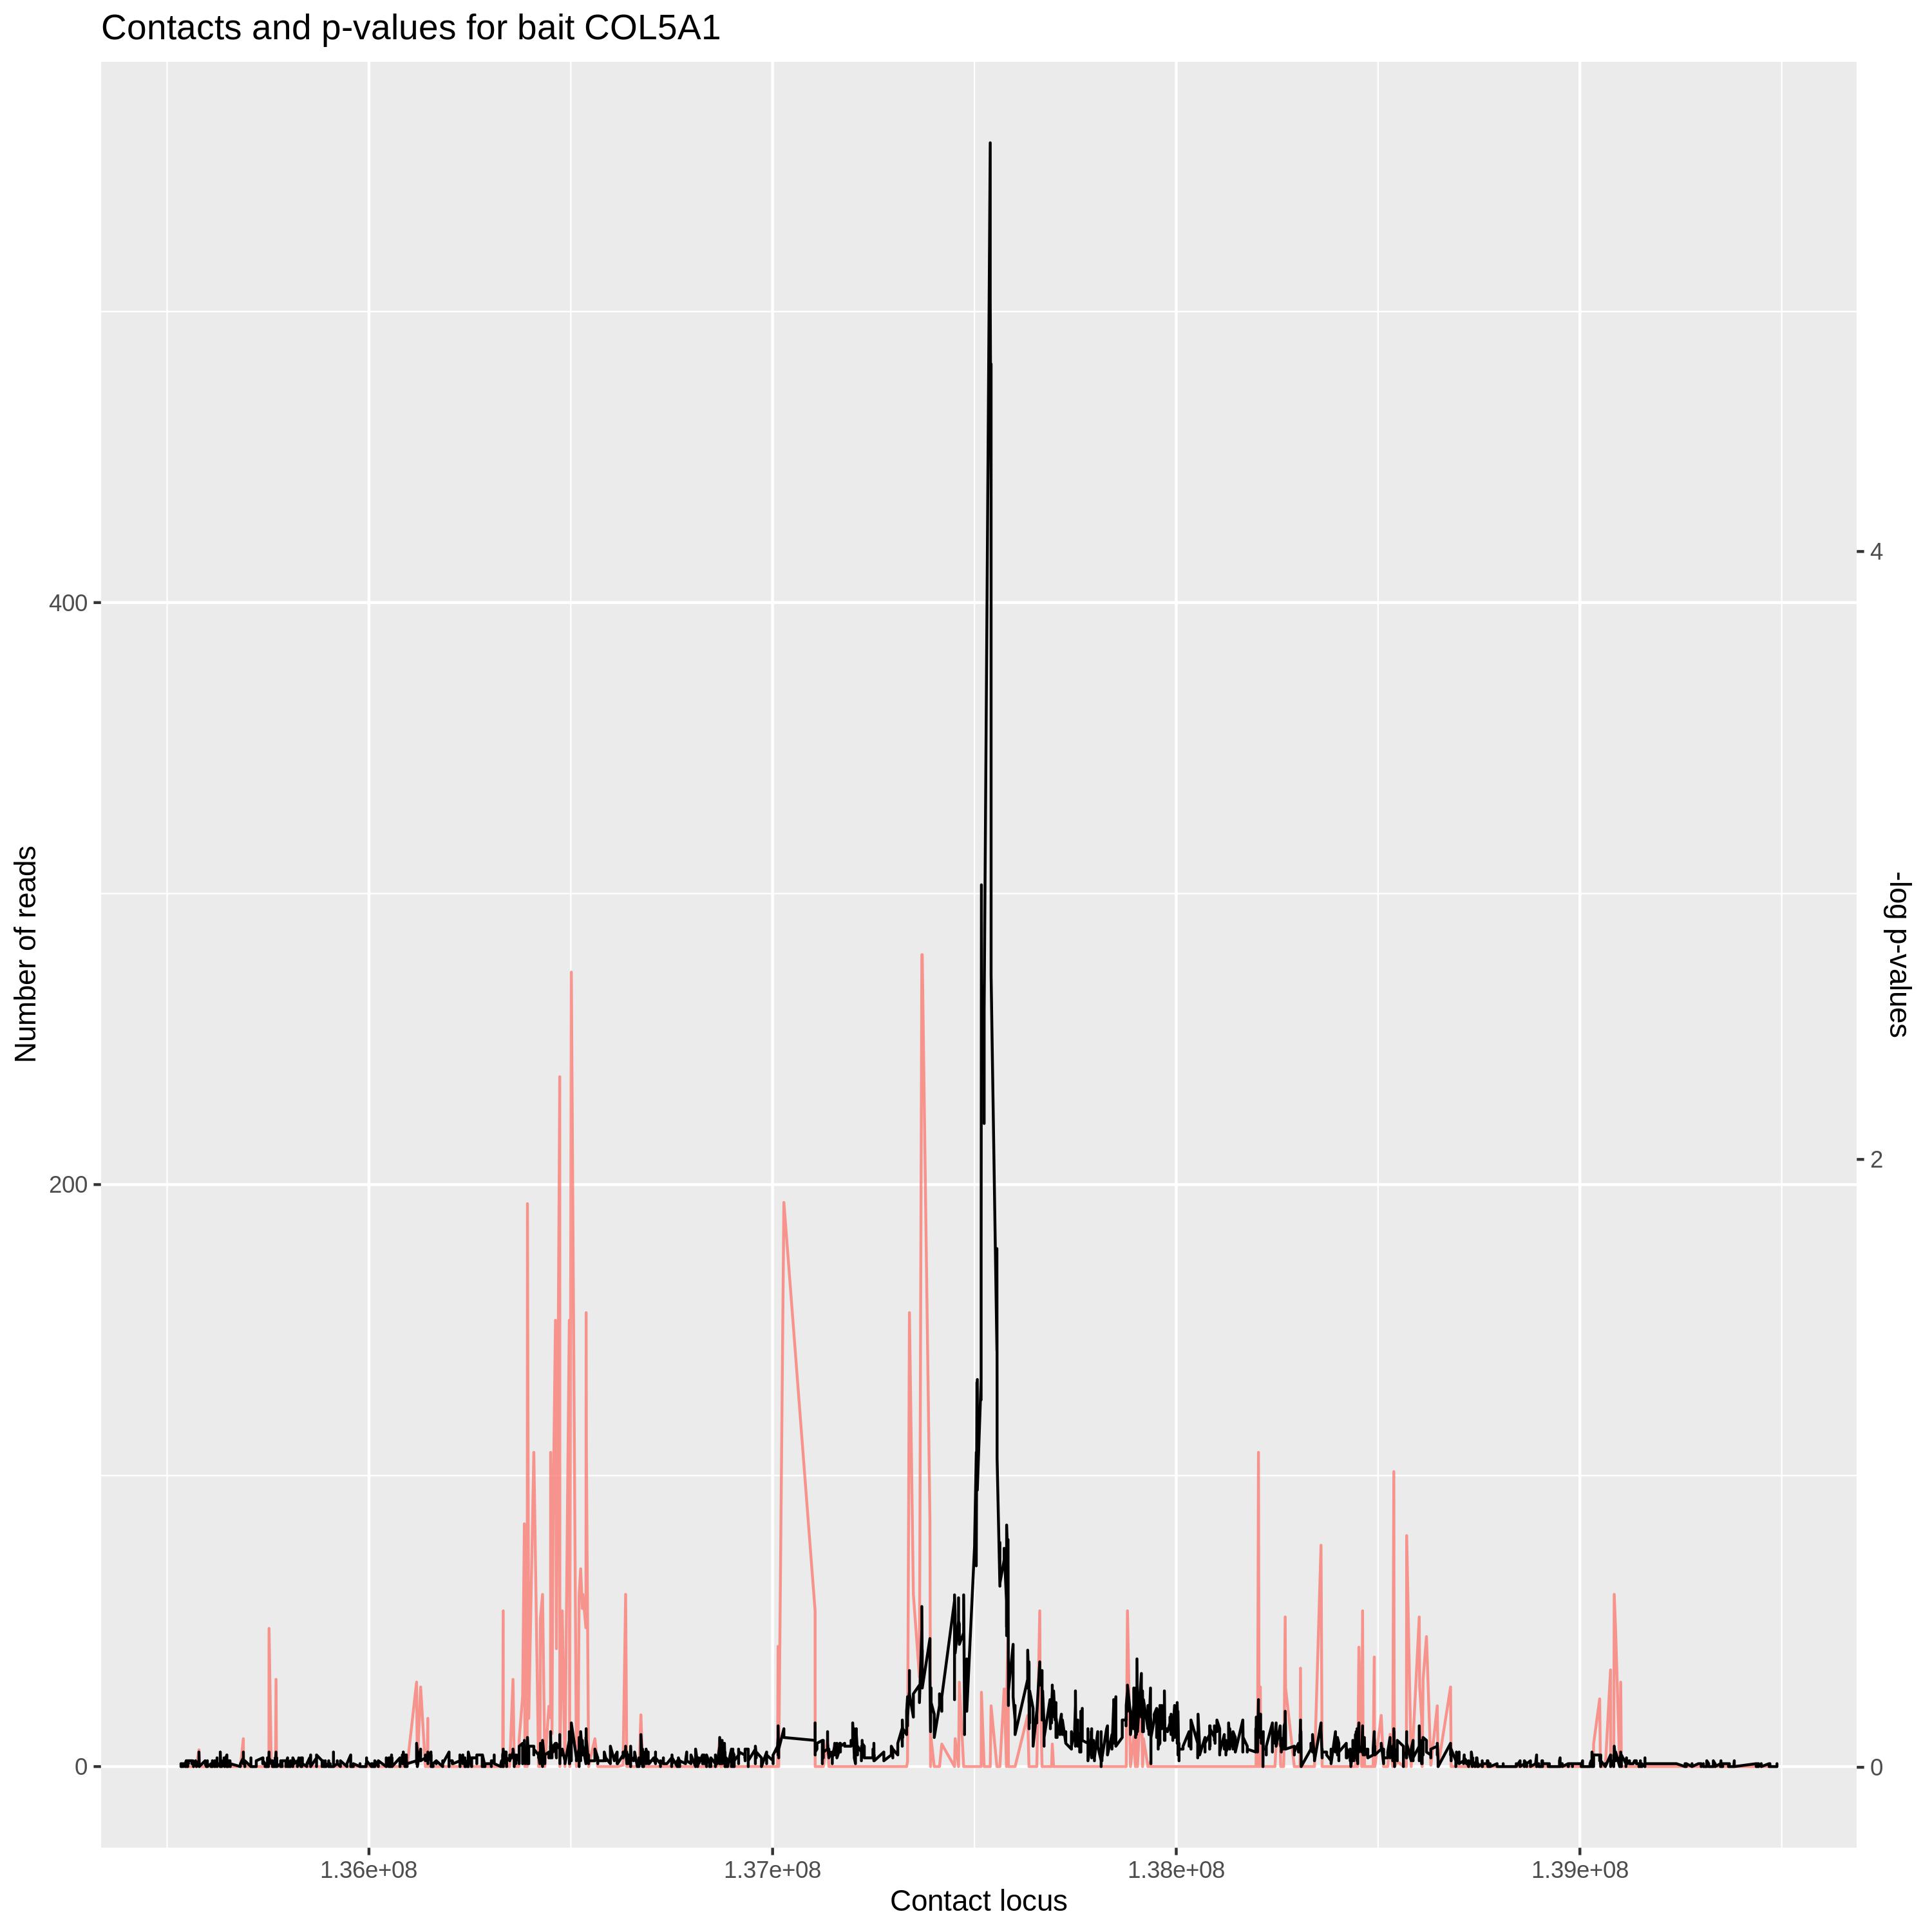 Contacts and p-values for bait COL5A1
Number of reads
400
200
0
4
2
0
-log p-values
1.36e+08
1.37e+08
1.38e+08
1.39e+08
Contact locus